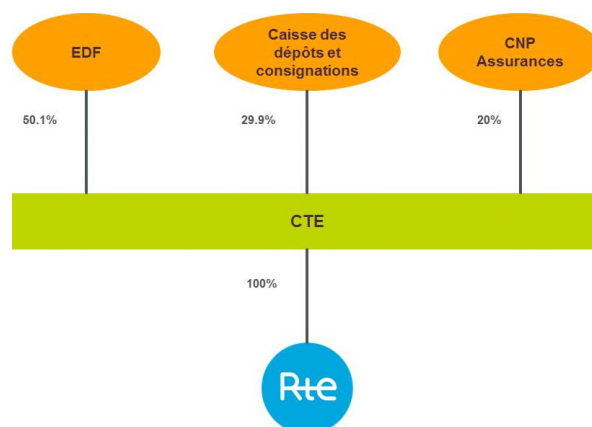 EDF
Caisse des
dépôts et
consignations
CNP
Assurances
50.1%
29.9%
20%
CTE
100%
Rte